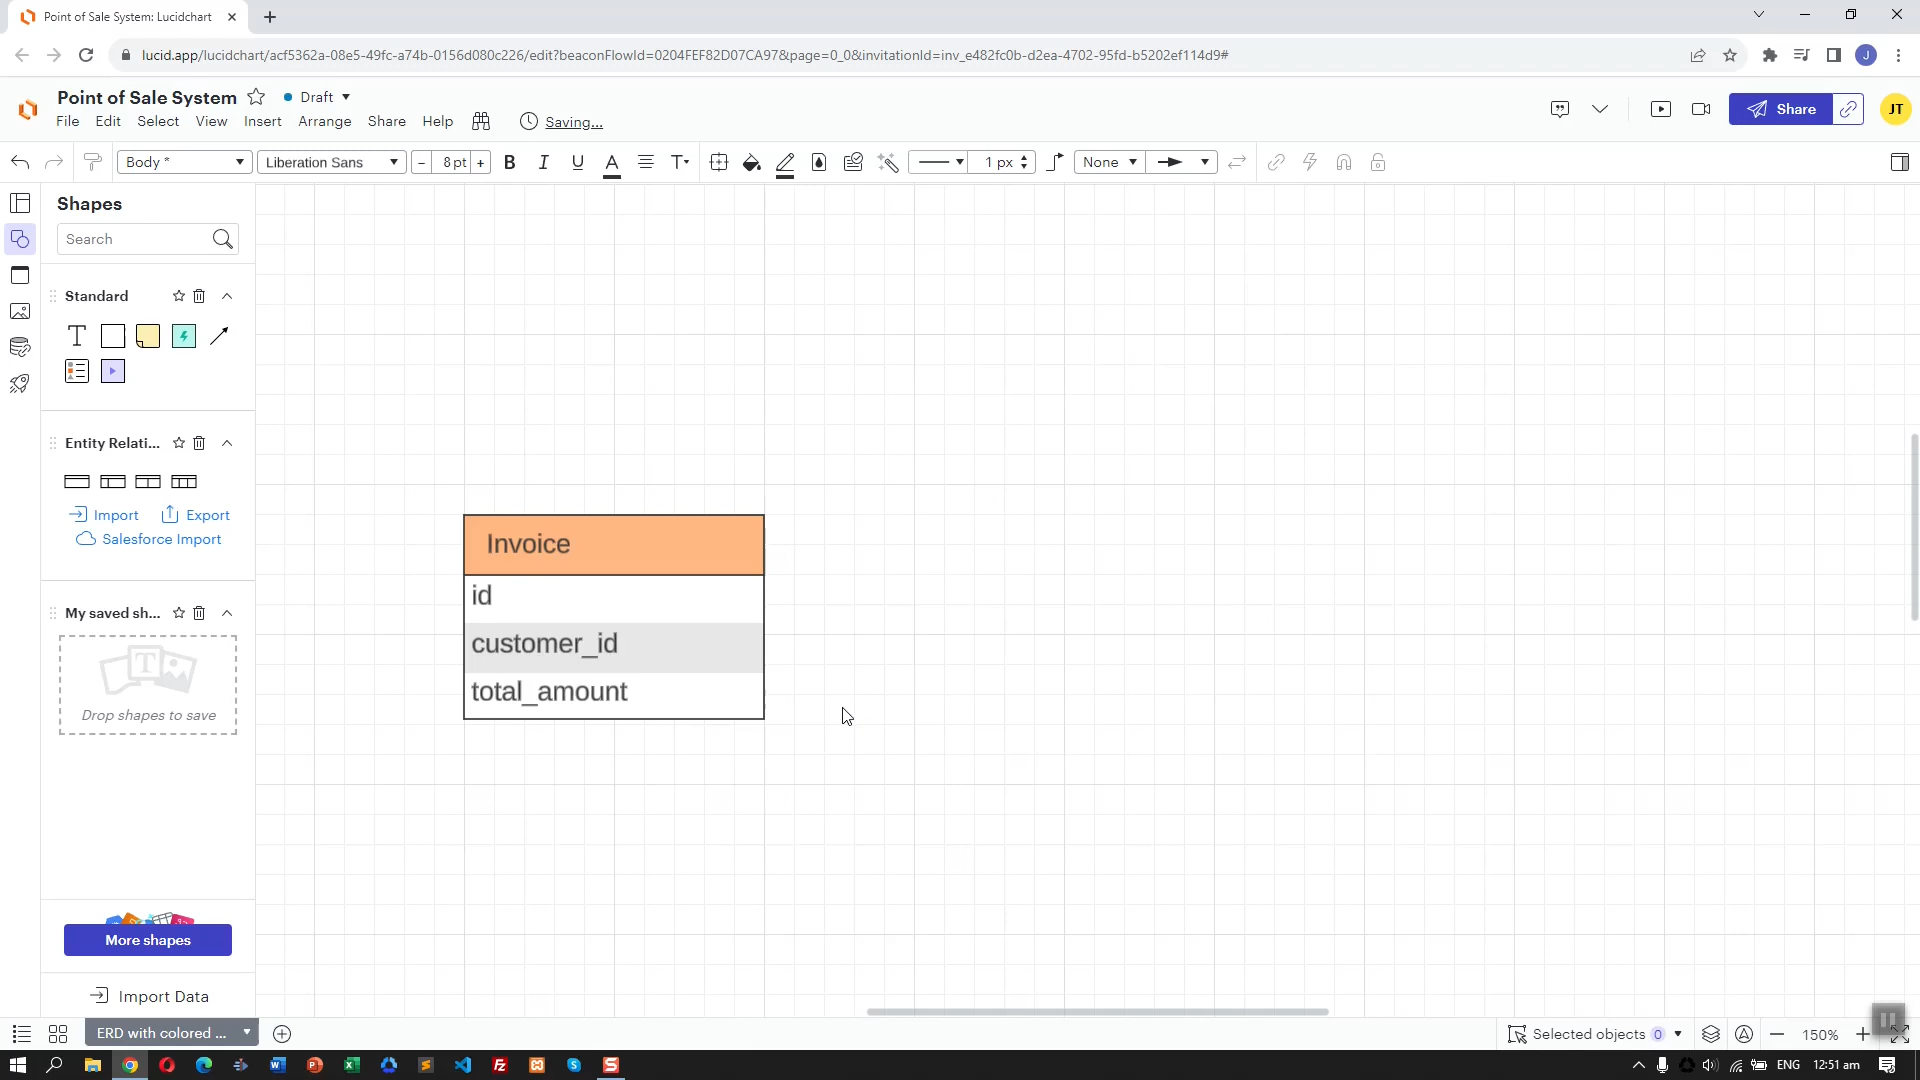 Point of Sale System: Lucidchart
lucid.app/lucidchart/acf5362a-08e5-49fc-a74b-0156d080c226/edit?beaconFlowId=0204FEF82D07CA97&page=0_0&invitationId=inv_e482fc0b-d2ea-4702-95fd-b5202ef114d9#
J
Point of Sale System
Draft
File Edit Select View Insert Arrange Share Help
Saving...
Share
JT
Body *
Liberation Sans
− 8 pt +
B I U A T
1 px
None
Shapes
Search
Standard
T
Entity Relati...
Import
Export
Salesforce Import
My saved sh...
T
Drop shapes to save
More shapes
Import Data
Invoice
id
customer_id
total_amount
ERD with colored ...
Selected objects 0
150%
ENG
12:51 am